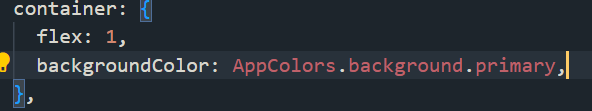 container: {
flex: 1,
backgroundColor: AppColors.background.primary,
},